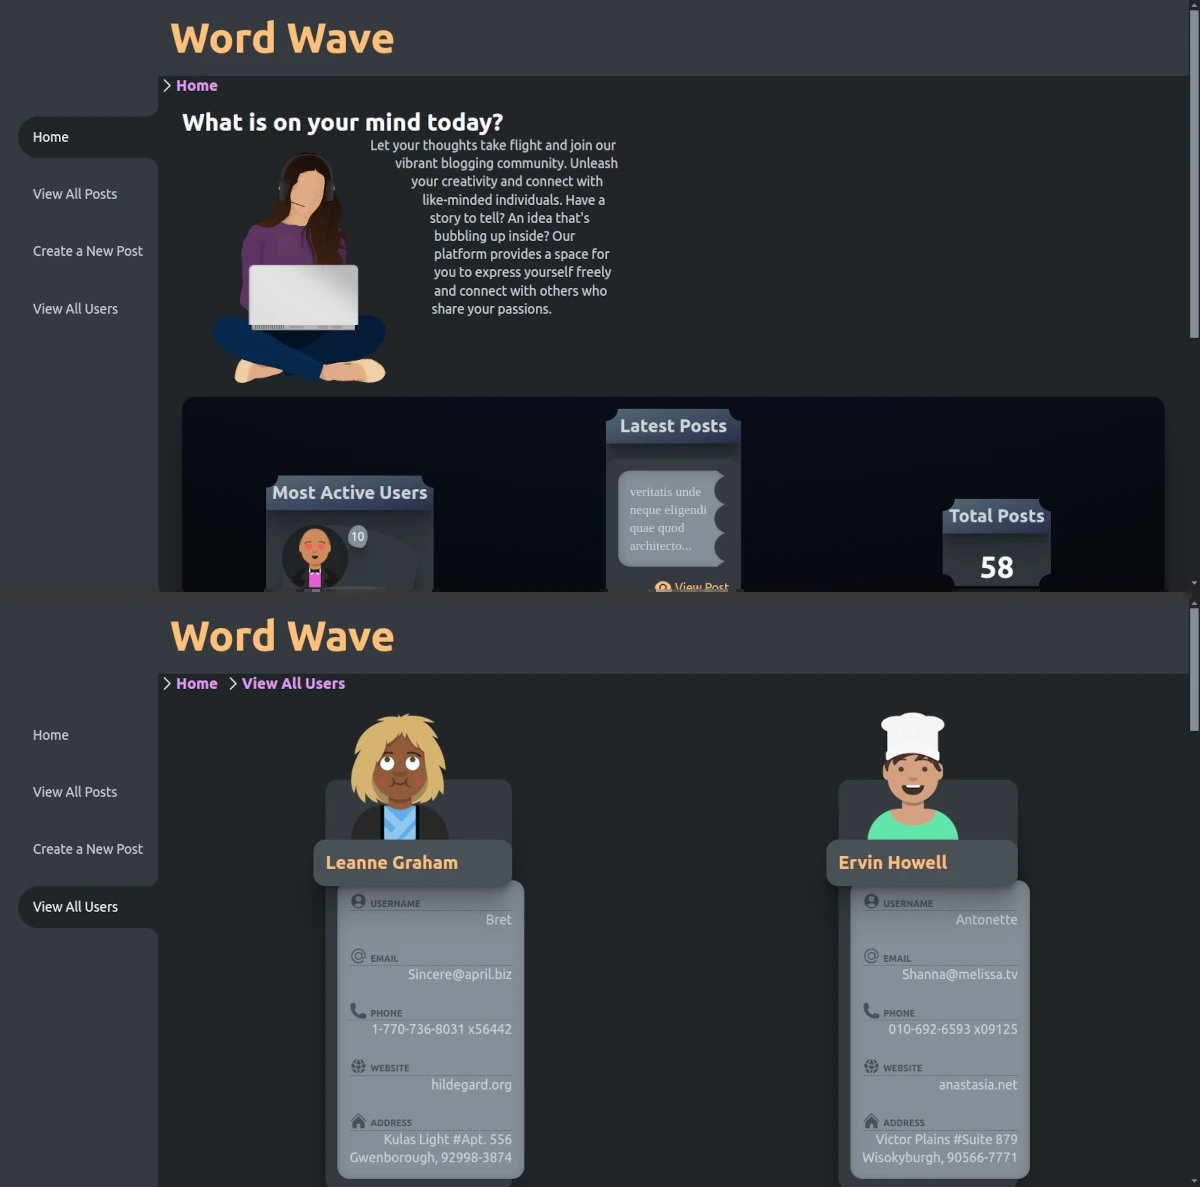 Word Wave
Home
Home
View All Posts
Create a New Post
View All Users
What is on your mind today?
Let your thoughts take flight and join our
vibrant blogging community. Unleash
your creativity and connect with
like-minded individuals. Have a
story to tell? An idea that's
bubbling up inside? Our
platform provides a space for
you to express yourself freely
and connect with others who
share your passions.
Most Active Users
10
Latest Posts
veritatis unde
neque eligendi
quae quod
architecto...
View Post
Total Posts
58
Word Wave
Home View All Users
Home
View All Posts
Create a New Post
View All Users
Leanne Graham
USERNAME
Bret
EMAIL
Sincere@april.biz
PHONE
1-770-736-8031 x56442
WEBSITE
hildegard.org
ADDRESS
Kulas Light #Apt. 556
Gwenborough, 92998-3874
Ervin Howell
USERNAME
Antonette
EMAIL
Shanna@melissa.tv
PHONE
010-692-6593 x09125
WEBSITE
anastasia.net
ADDRESS
Victor Plains #Suite 879
Wisokyburgh, 90566-7771